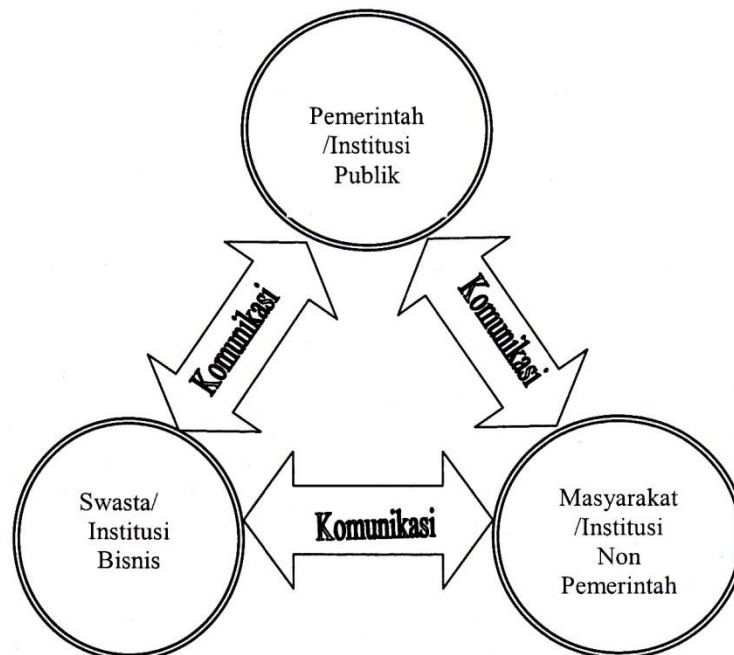 Pemerintah
/Institusi
Publik
Komunikasi
Komunikasi
Swasta/
Institusi
Bisnis
Komunikasi
Masyarakat
/Institusi
Non
Pemerintah